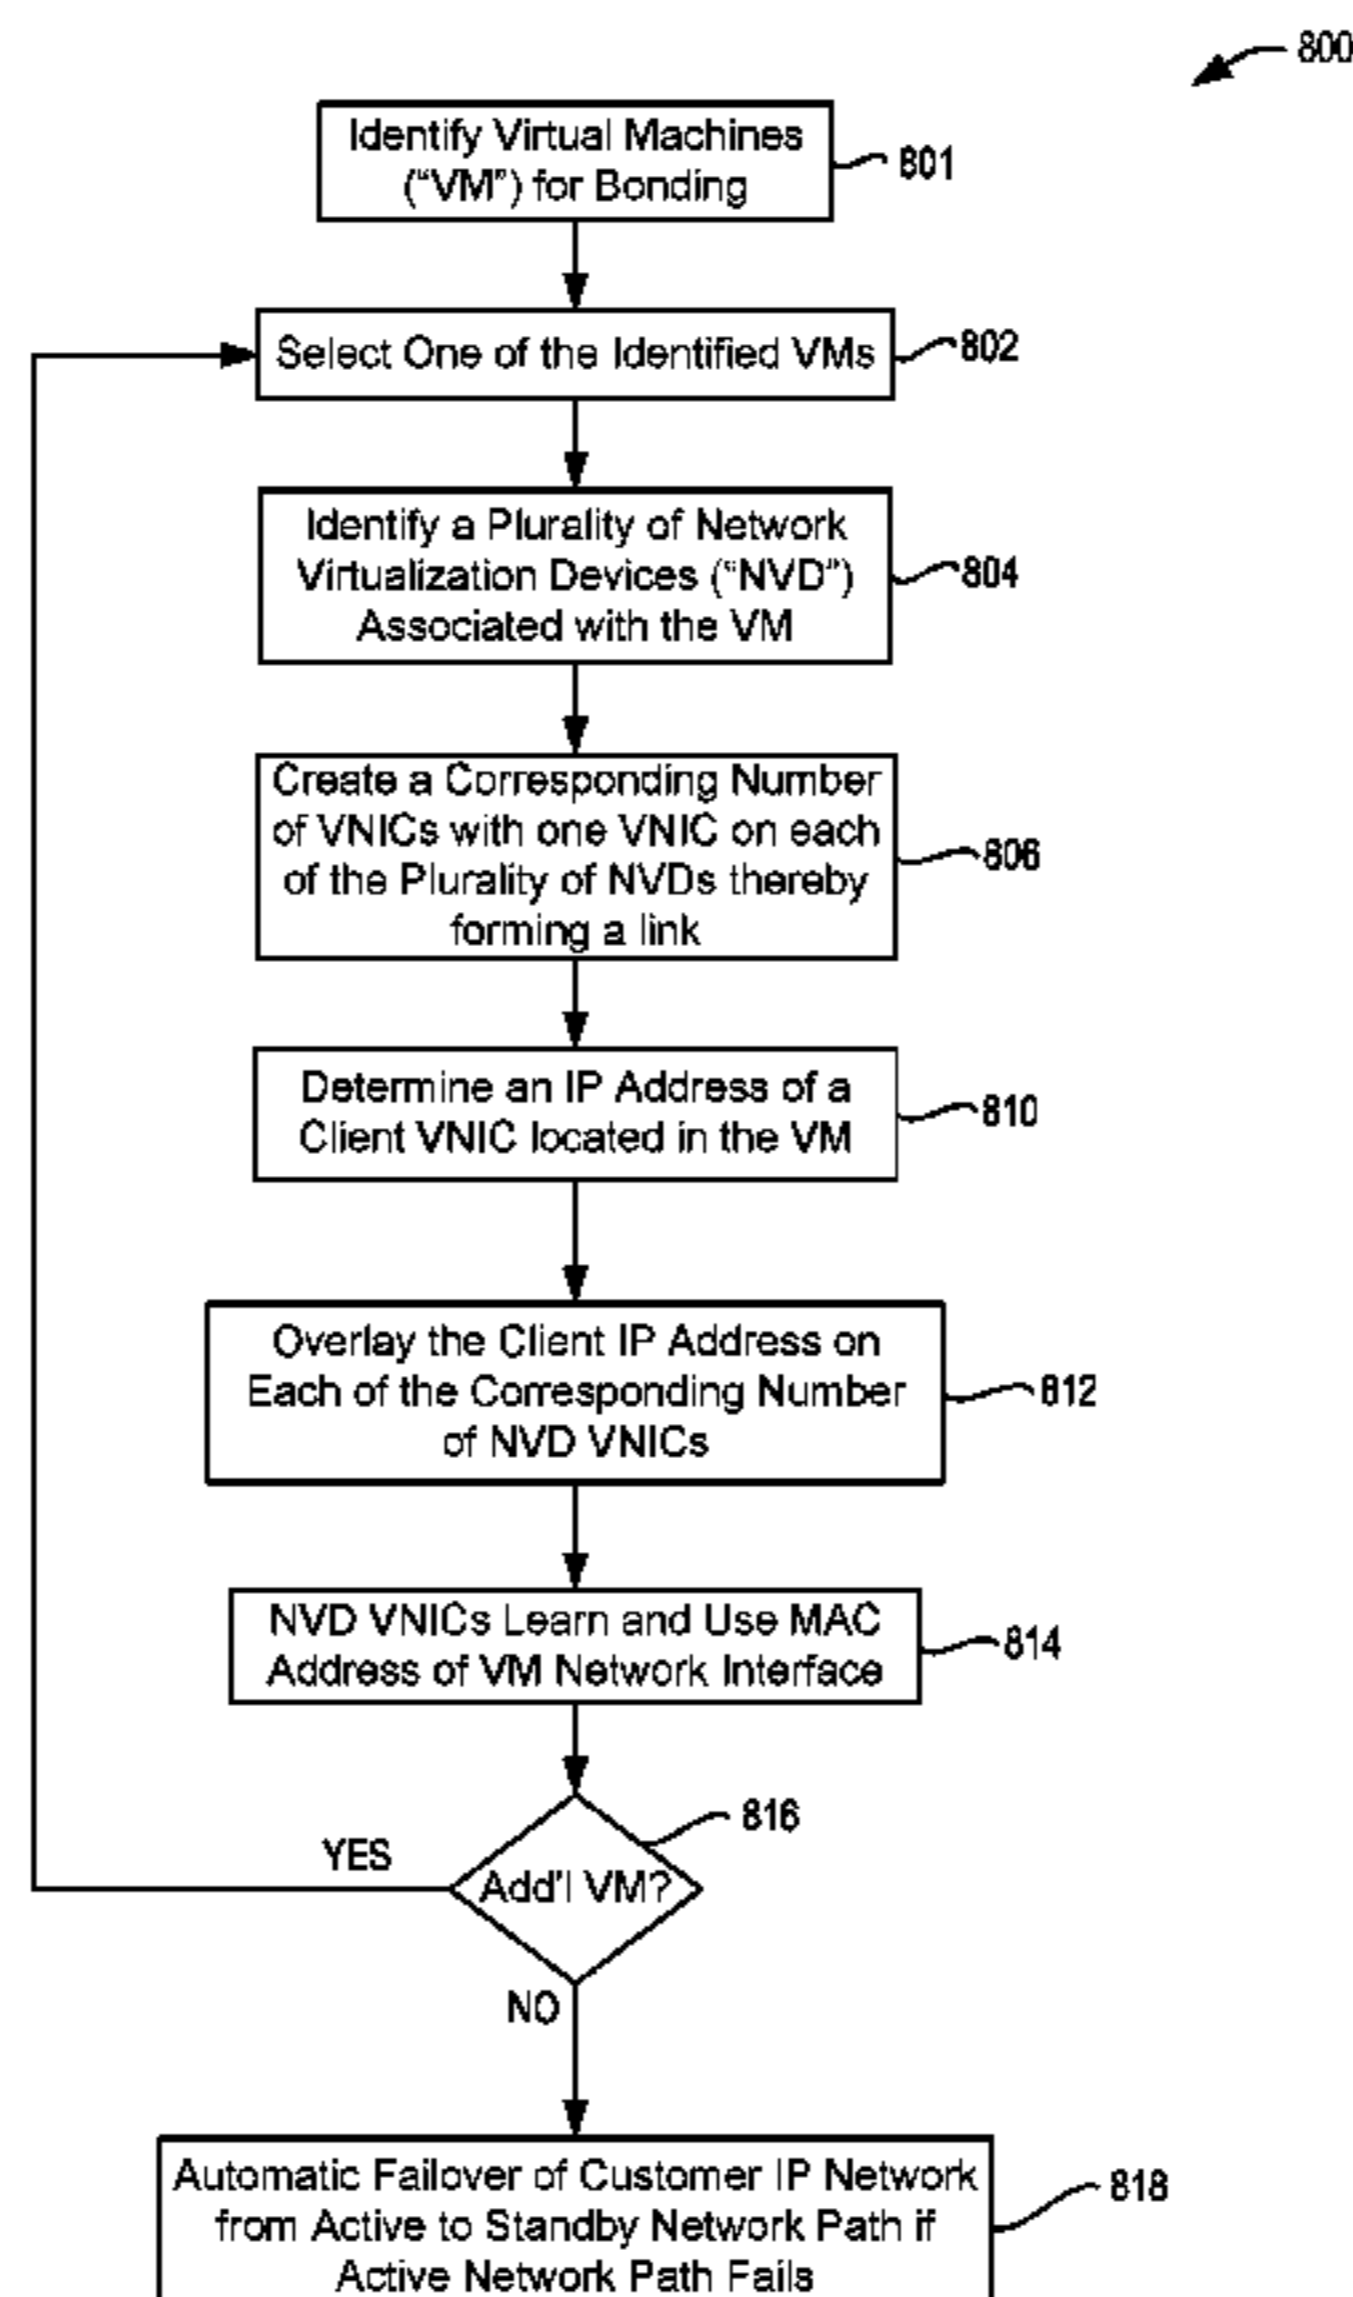 800
Identify Virtual Machines
("VM") for Bonding
801
Select One of the Identified VMs
802
Identify a Plurality of Network
Virtualization Devices ("NVD")
Associated with the VM
804
Create a Corresponding Number
of VNICs with one VNIC on each
of the Plurality of NVDs thereby
forming a link
806
Determine an IP Address of a
Client VNIC located in the VM
810
Overlay the Client IP Address on
Each of the Corresponding Number
of NVD VNICs
812
NVD VNICs Learn and Use MAC
Address of VM Network Interface
814
816
YES
Add'l VM?
NO
Automatic Failover of Customer IP Network
from Active to Standby Network Path if
Active Network Path Fails
818